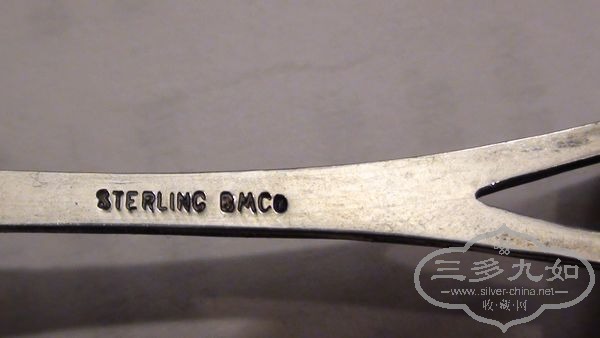 STERLING BMCO
三多九如
www.silver-china.net
收·藏·网